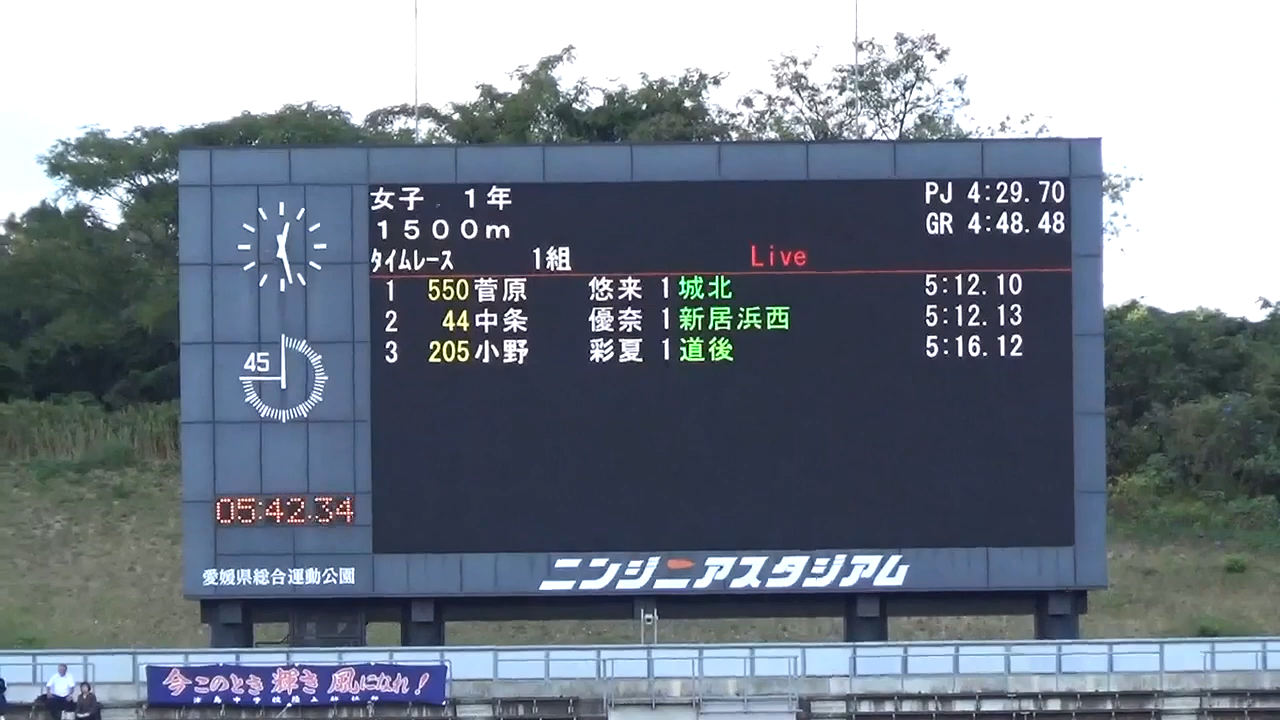 女子 1年
PJ 4:29.70
1500m
GR 4:48.48
タイムレース 1組 Live
1 550 菅原 悠来 1 城北 5:12.10
2 44 中条 優奈 1 新居浜西 5:12.13
3 205 小野 彩夏 1 道後 5:16.12
45
05:42.34
愛媛県総合運動公園
ニンジニアスタジアム
今このとき輝き風になれ!